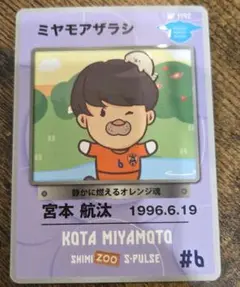 ミヤモアザラシ
静かに燃えるオレンジ魂
宮本 航汰 1996.6.19
KOTA MIYAMOTO
SHIMIZOO S-PULSE
#6